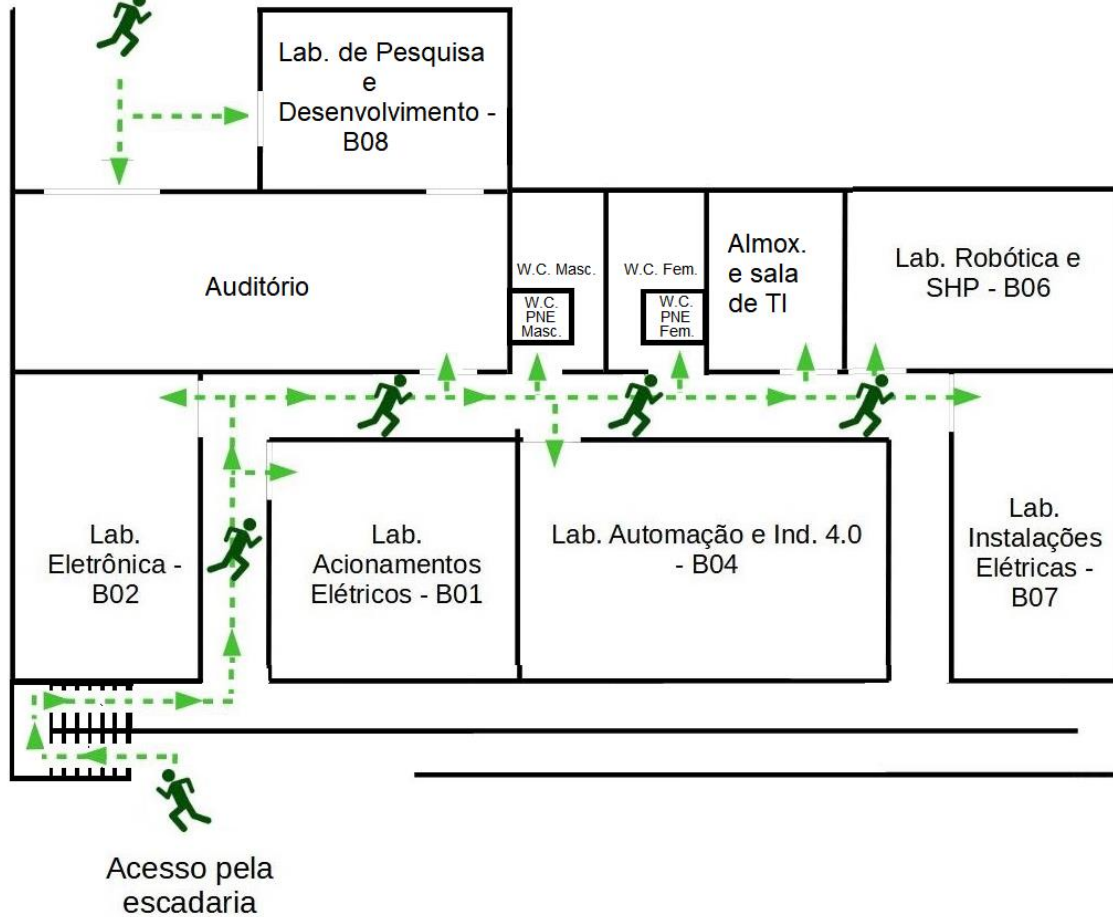 Lab. de Pesquisa
e
Desenvolvimento -
B08
Auditório
W.C. Masc.
W.C.
PNE
Masc.
W.C. Fem.
W.C.
PNE
Fem.
Almox.
e sala
de TI
Lab. Robótica e
SHP - B06
Lab.
Eletrônica -
B02
Lab.
Acionamentos
Elétricos - B01
Lab. Automação e Ind. 4.0
- B04
Lab.
Instalações
Elétricas -
B07
Acesso pela
escadaria